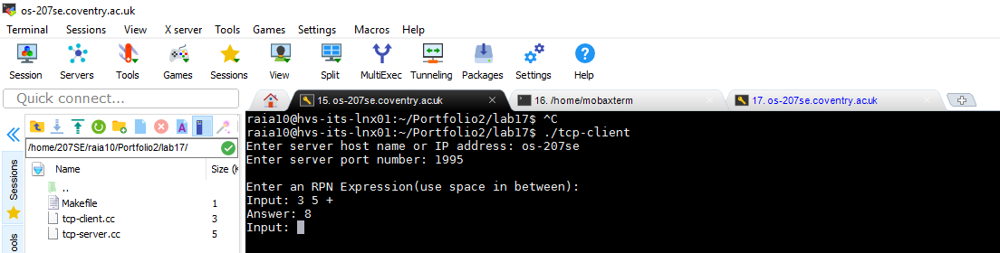 os-207se.coventry.ac.uk
Terminal Sessions View X server Tools Games Settings Macros Help
Session Servers Tools Games Sessions View Split MultiExec Tunneling Packages Settings Help
Quick connect...
15. os-207se.coventry.ac.uk
16. /home/mobaxterm
17. os-207se.coventry.ac.uk
/home/207SE/raia10/Portfolio2/lab17/
Name Size (K
..
Makefile 1
tcp-client.cc 3
tcp-server.cc 5
Sessions
ools
raia10@hvs-its-lnx01:~/Portfolio2/lab17$ ^C
raia10@hvs-its-lnx01:~/Portfolio2/lab17$ ./tcp-client
Enter server host name or IP address: os-207se
Enter server port number: 1995
Enter an RPN Expression(use space in between):
Input: 3 5 +
Answer: 8
Input: